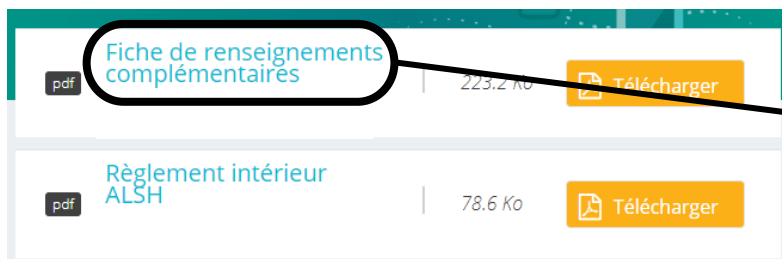 Fiche de renseignements
complémentaires
pdf
223.2 Ko
Télécharger
Règlement intérieur
ALSH
pdf
78.6 Ko
Télécharger